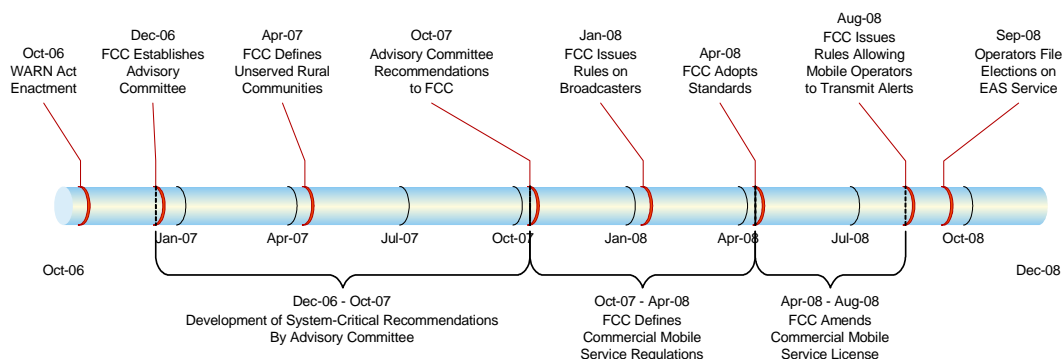 Oct-06
WARN Act
Enactment
Dec-06
FCC Establishes
Advisory
Committee
Apr-07
FCC Defines
Unserved Rural
Communities
Oct-07
Advisory Committee
Recommendations
to FCC
Jan-08
FCC Issues
Rules on
Broadcasters
Apr-08
FCC Adopts
Standards
Aug-08
FCC Issues
Rules Allowing
Mobile Operators
to Transmit Alerts
Sep-08
Operators File
Elections on
EAS Service
Jan-07
Apr-07
Jul-07
Oct-07
Jan-08
Apr-08
Jul-08
Oct-08
Oct-06
Dec-08
Dec-06 - Oct-07
Development of System-Critical Recommendations
By Advisory Committee
Oct-07 - Apr-08
FCC Defines
Commercial Mobile
Service Regulations
Apr-08 - Aug-08
FCC Amends
Commercial Mobile
Service License